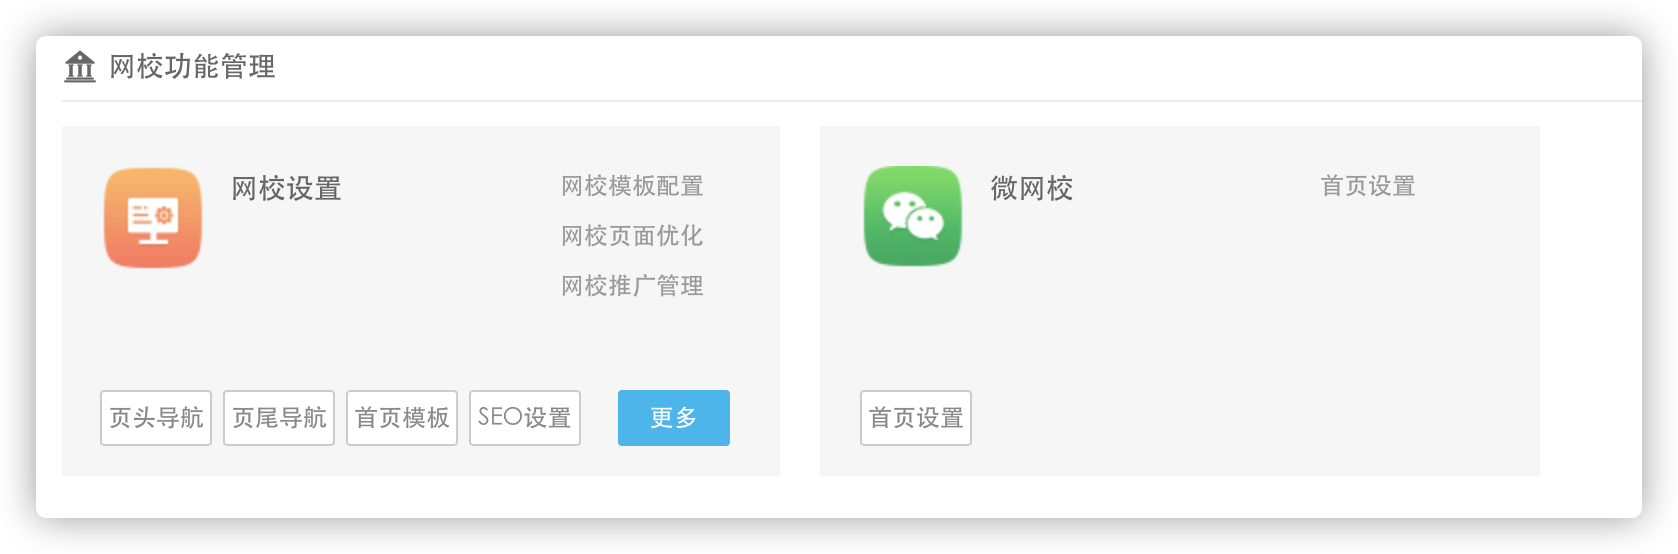 网校功能管理
网校设置
网校模板配置
网校页面优化
网校推广管理
页头导航 页尾导航 首页模板 SEO设置 更多
微网校
首页设置
首页设置